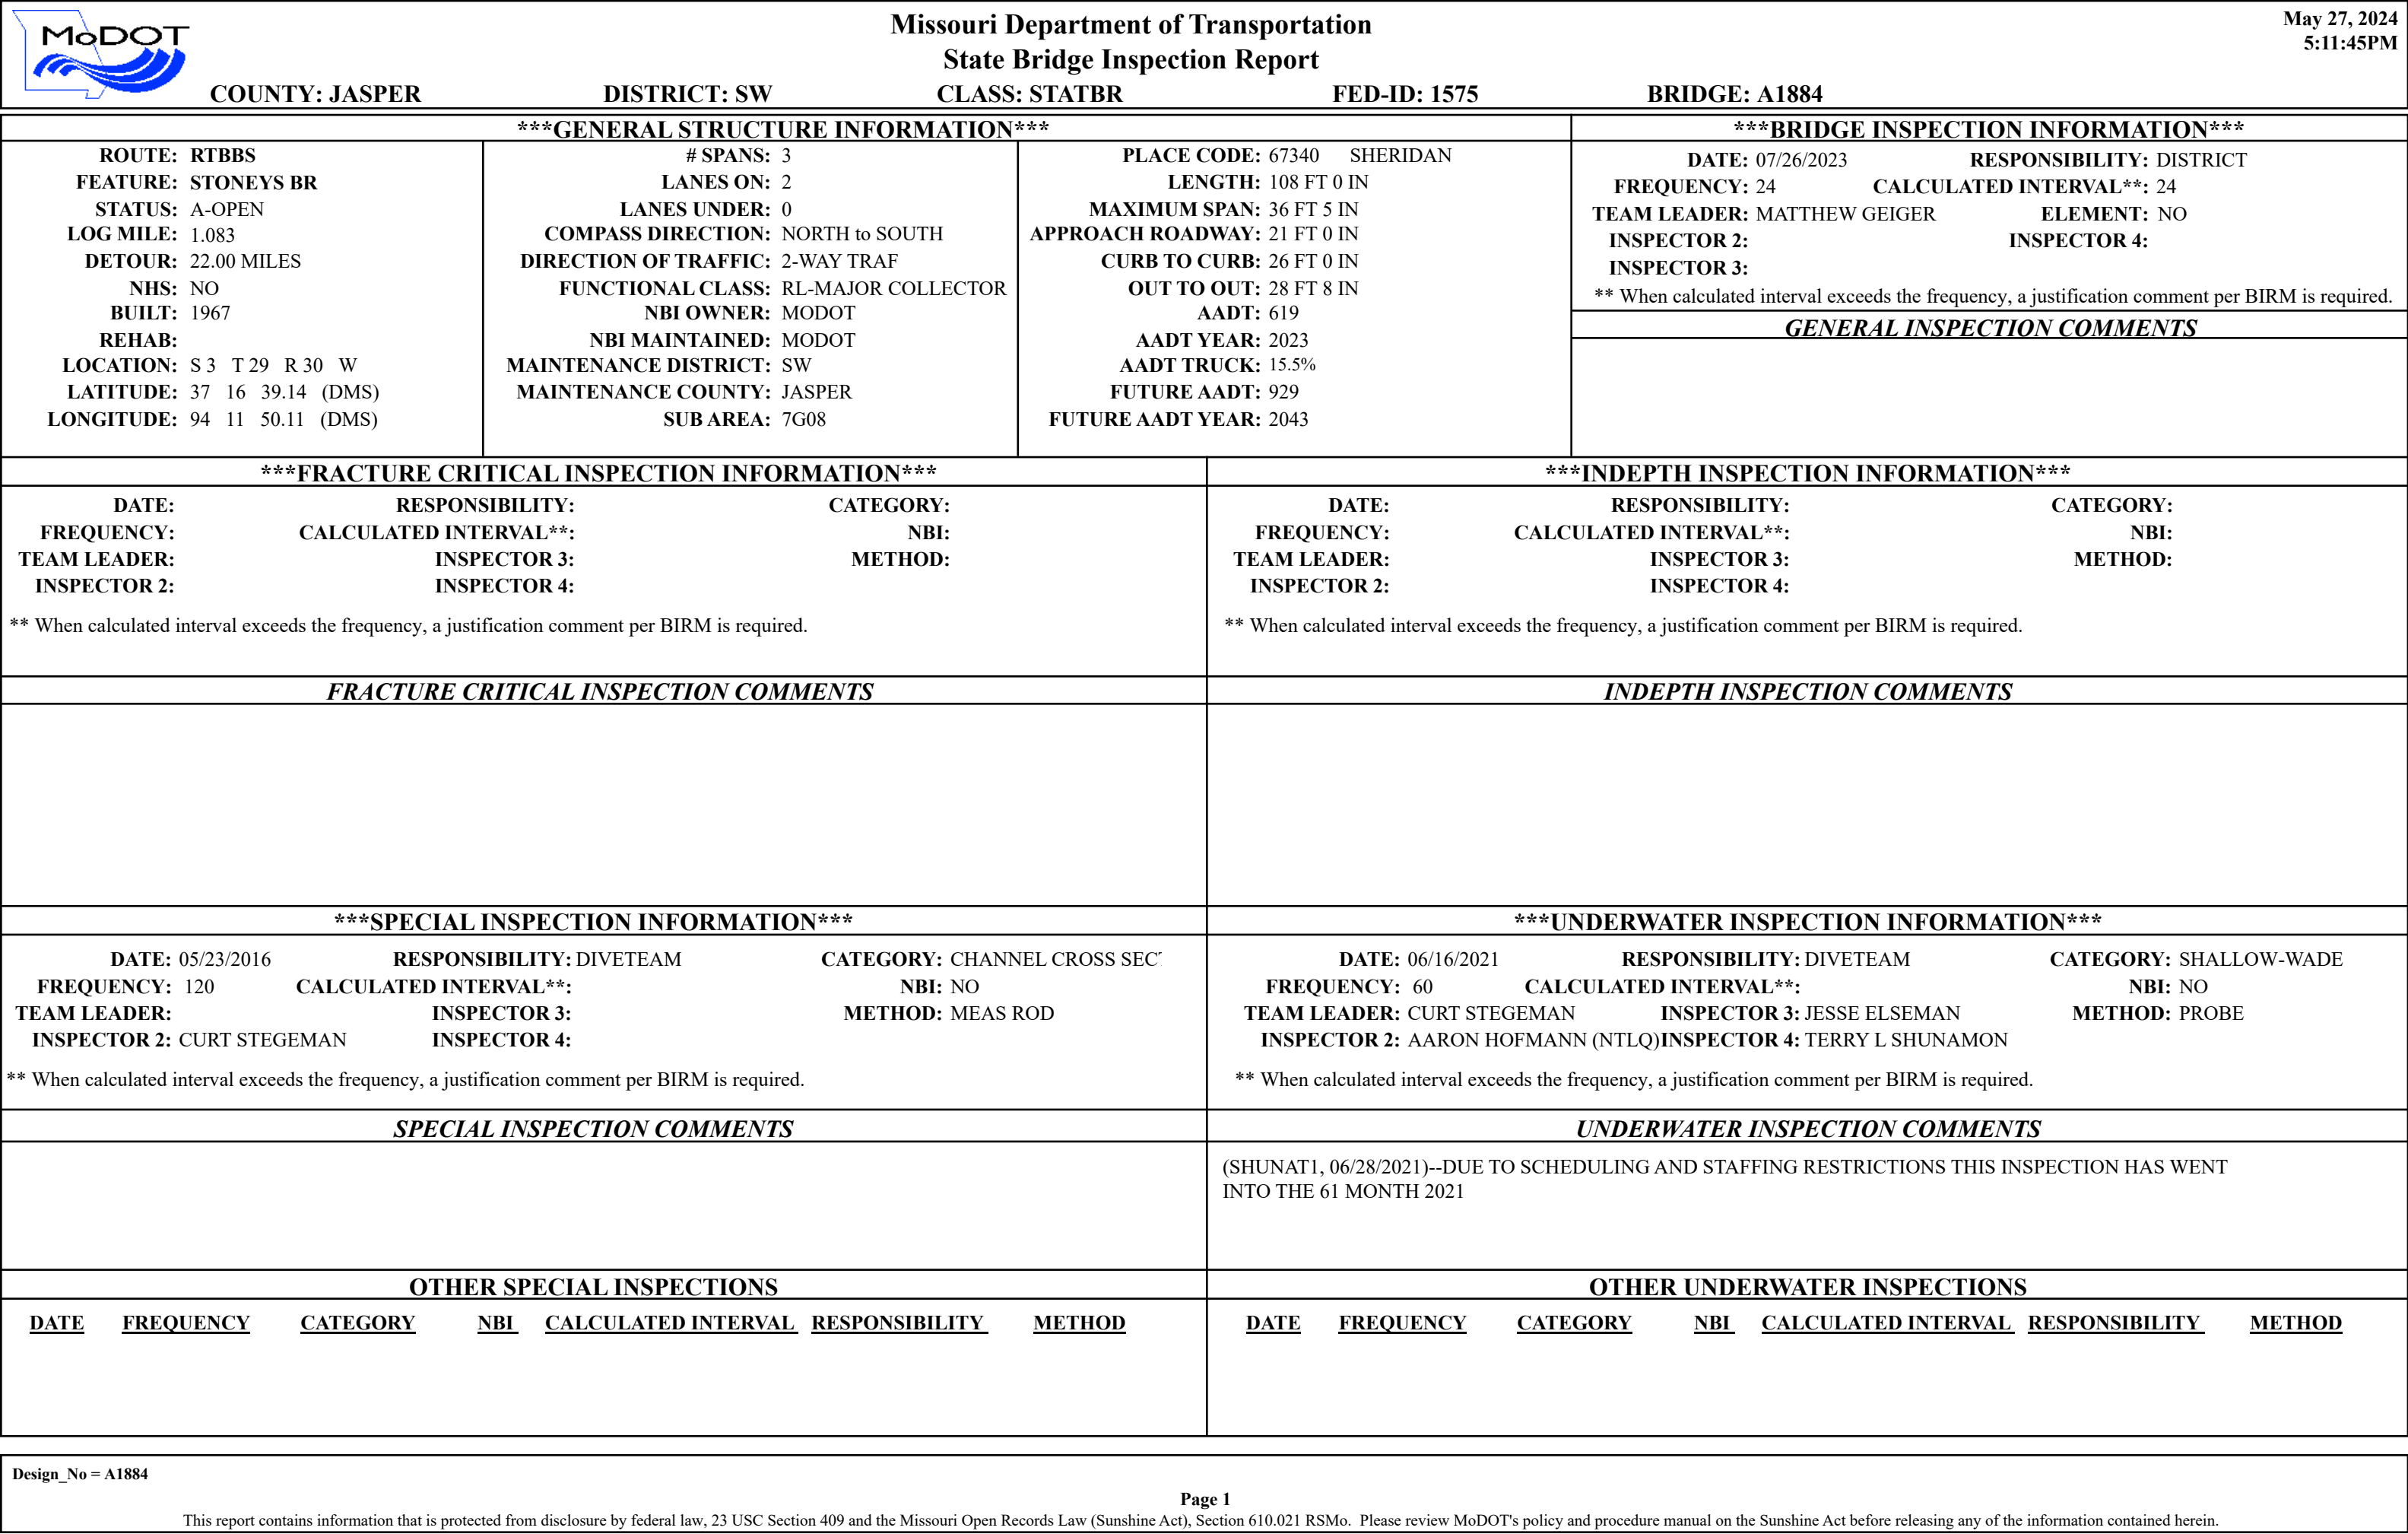 MoDOT
Missouri Department of Transportation
State Bridge Inspection Report
May 27, 2024
5:11:45PM
COUNTY: JASPER DISTRICT: SW CLASS: STATBR FED-ID: 1575 BRIDGE: A1884
***GENERAL STRUCTURE INFORMATION***
ROUTE: RTBBS
FEATURE: STONEYS BR
STATUS: A-OPEN
LOG MILE: 1.083
DETOUR: 22.00 MILES
NHS: NO
BUILT: 1967
REHAB:
LOCATION: S 3 T 29 R 30 W
LATITUDE: 37 16 39.14 (DMS)
LONGITUDE: 94 11 50.11 (DMS)
# SPANS: 3
LANES ON: 2
LANES UNDER: 0
COMPASS DIRECTION: NORTH to SOUTH
DIRECTION OF TRAFFIC: 2-WAY TRAF
FUNCTIONAL CLASS: RL-MAJOR COLLECTOR
NBI OWNER: MODOT
NBI MAINTAINED: MODOT
MAINTENANCE DISTRICT: SW
MAINTENANCE COUNTY: JASPER
SUB AREA: 7G08
PLACE CODE: 67340 SHERIDAN
LENGTH: 108 FT 0 IN
MAXIMUM SPAN: 36 FT 5 IN
APPROACH ROADWAY: 21 FT 0 IN
CURB TO CURB: 26 FT 0 IN
OUT TO OUT: 28 FT 8 IN
AADT: 619
AADT YEAR: 2023
AADT TRUCK: 15.5%
FUTURE AADT: 929
FUTURE AADT YEAR: 2043
***BRIDGE INSPECTION INFORMATION***
DATE: 07/26/2023 RESPONSIBILITY: DISTRICT
FREQUENCY: 24 CALCULATED INTERVAL**: 24
TEAM LEADER: MATTHEW GEIGER ELEMENT: NO
INSPECTOR 2: INSPECTOR 4:
INSPECTOR 3:
** When calculated interval exceeds the frequency, a justification comment per BIRM is required.
GENERAL INSPECTION COMMENTS
***FRACTURE CRITICAL INSPECTION INFORMATION***
DATE: RESPONSIBILITY: CATEGORY:
FREQUENCY: CALCULATED INTERVAL**: NBI:
TEAM LEADER: INSPECTOR 3: METHOD:
INSPECTOR 2: INSPECTOR 4:
** When calculated interval exceeds the frequency, a justification comment per BIRM is required.
FRACTURE CRITICAL INSPECTION COMMENTS
***INDEPTH INSPECTION INFORMATION***
DATE: RESPONSIBILITY: CATEGORY:
FREQUENCY: CALCULATED INTERVAL**: NBI:
TEAM LEADER: INSPECTOR 3: METHOD:
INSPECTOR 2: INSPECTOR 4:
** When calculated interval exceeds the frequency, a justification comment per BIRM is required.
INDEPTH INSPECTION COMMENTS
***SPECIAL INSPECTION INFORMATION***
DATE: 05/23/2016 RESPONSIBILITY: DIVETEAM CATEGORY: CHANNEL CROSS SEC
FREQUENCY: 120 CALCULATED INTERVAL**: NBI: NO
TEAM LEADER: INSPECTOR 3: METHOD: MEAS ROD
INSPECTOR 2: CURT STEGEMAN INSPECTOR 4:
** When calculated interval exceeds the frequency, a justification comment per BIRM is required.
SPECIAL INSPECTION COMMENTS
***UNDERWATER INSPECTION INFORMATION***
DATE: 06/16/2021 RESPONSIBILITY: DIVETEAM CATEGORY: SHALLOW-WADE
FREQUENCY: 60 CALCULATED INTERVAL**: NBI: NO
TEAM LEADER: CURT STEGEMAN INSPECTOR 3: JESSE ELSEMAN METHOD: PROBE
INSPECTOR 2: AARON HOFMANN (NTLQ) INSPECTOR 4: TERRY L SHUNAMON
** When calculated interval exceeds the frequency, a justification comment per BIRM is required.
UNDERWATER INSPECTION COMMENTS
(SHUNAT1, 06/28/2021)--DUE TO SCHEDULING AND STAFFING RESTRICTIONS THIS INSPECTION HAS WENT
INTO THE 61 MONTH 2021
OTHER SPECIAL INSPECTIONS
DATE FREQUENCY CATEGORY NBI CALCULATED INTERVAL RESPONSIBILITY METHOD
OTHER UNDERWATER INSPECTIONS
DATE FREQUENCY CATEGORY NBI CALCULATED INTERVAL RESPONSIBILITY METHOD
Design_No = A1884
Page 1
This report contains information that is protected from disclosure by federal law, 23 USC Section 409 and the Missouri Open Records Law (Sunshine Act), Section 610.021 RSMo. Please review MoDOT's policy and procedure manual on the Sunshine Act before releasing any of the information contained herein.